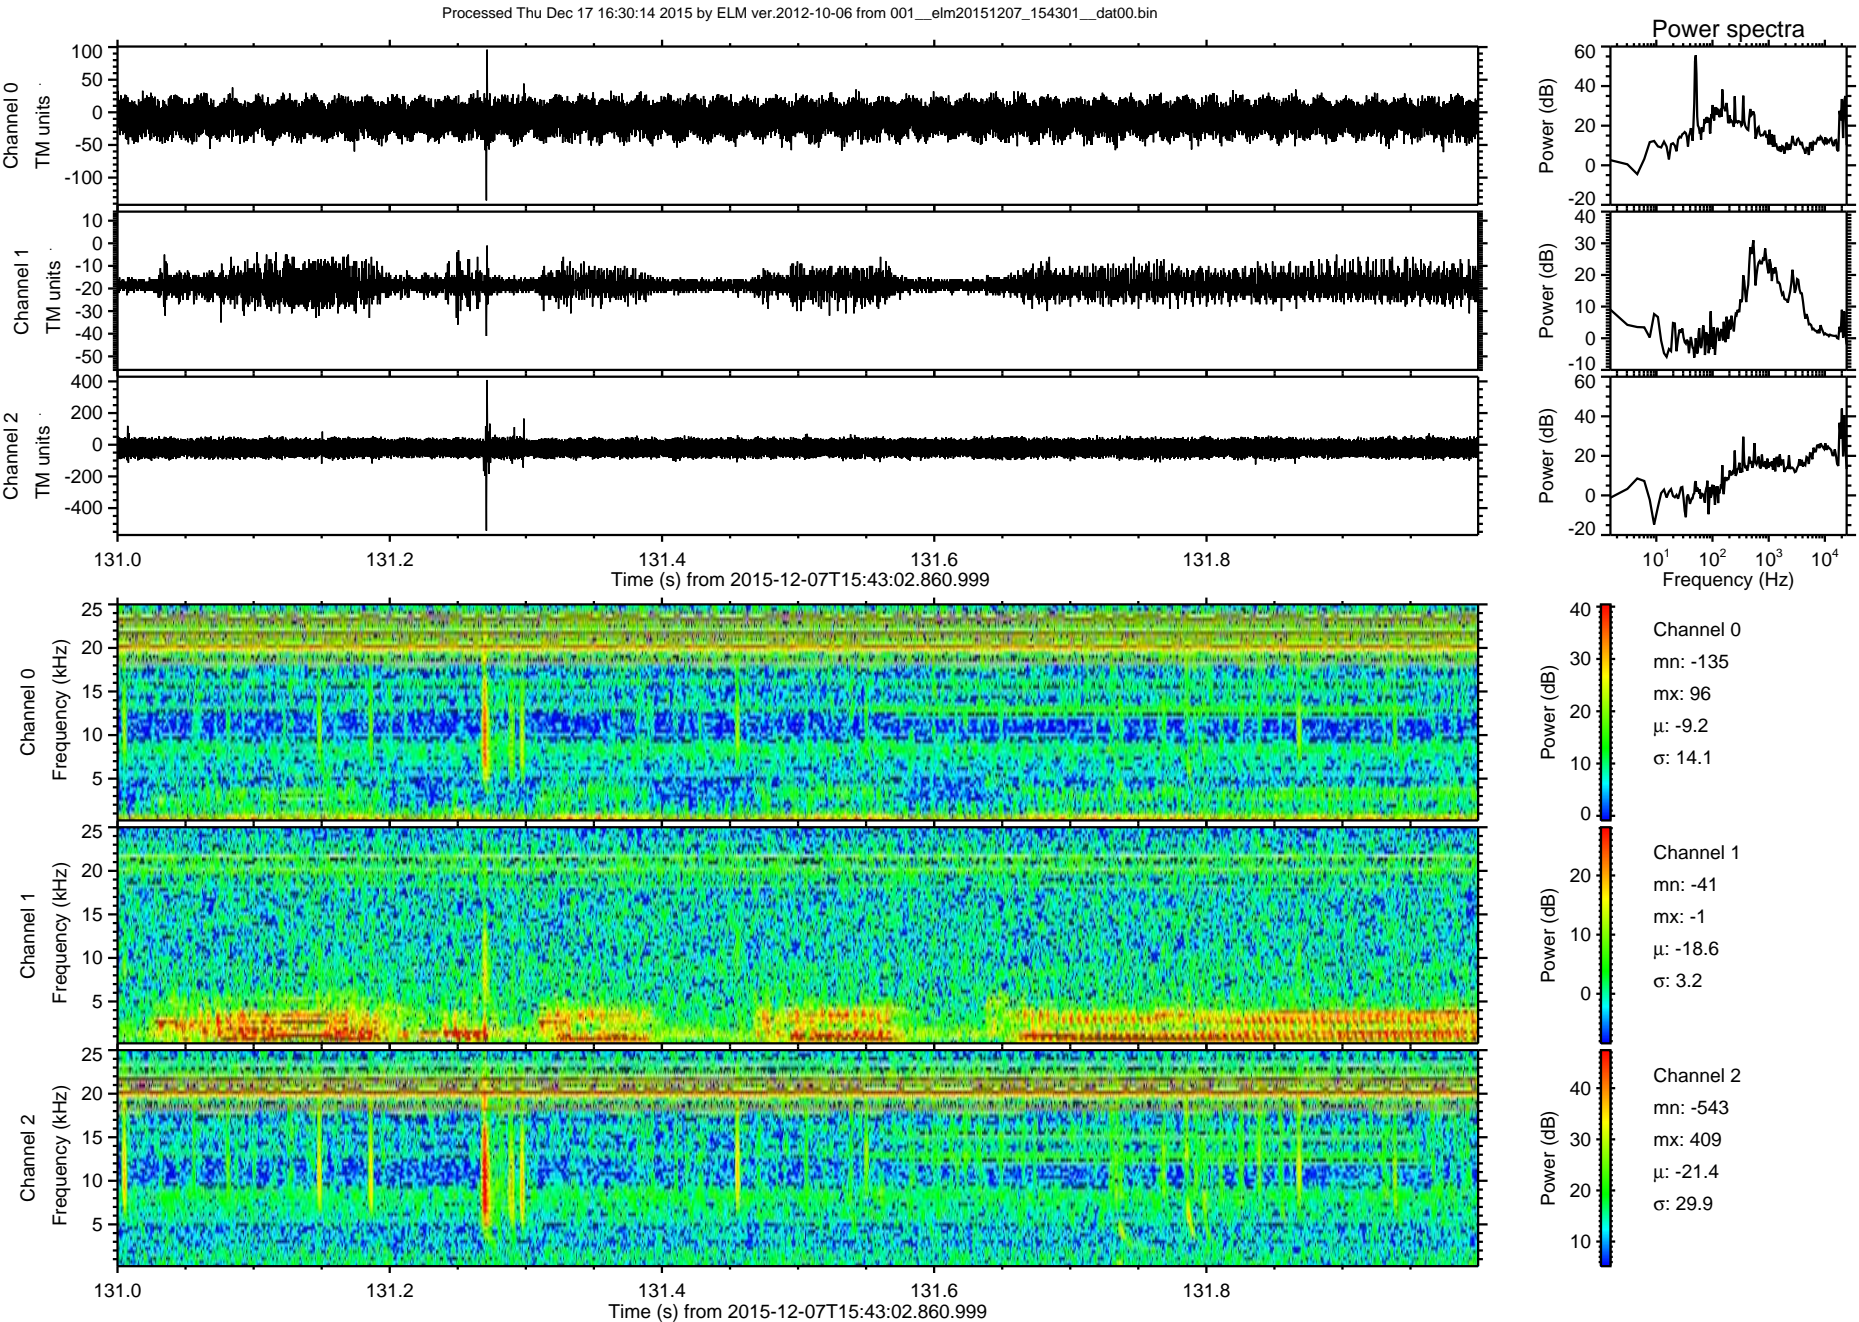 Processed Thu Dec 17 16:30:14 2015 by ELM ver.2012-10-06 from 001__elm20151207_154301__dat00.bin
Power spectra
Channel 0
TM units
100
50
0
-50
-100
Power (dB)
60
40
20
0
-20
Channel 1
TM units
10
0
-10
-20
-30
-40
-50
Power (dB)
40
30
20
10
0
-10
Channel 2
TM units
400
200
0
-200
-400
Power (dB)
60
40
20
0
-20
131.0 131.2 131.4 131.6 131.8
Time (s) from 2015-12-07T15:43:02.860.999
10¹ 10² 10³ 10⁴
Frequency (Hz)
Channel 0
Frequency (kHz)
25
20
15
10
5
Power (dB)
40
30
20
10
0
Channel 0
mn: -135
mx: 96
μ: -9.2
σ: 14.1
Channel 1
Frequency (kHz)
25
20
15
10
5
Power (dB)
20
10
0
Channel 1
mn: -41
mx: -1
μ: -18.6
σ: 3.2
Channel 2
Frequency (kHz)
25
20
15
10
5
Power (dB)
40
30
20
10
Channel 2
mn: -543
mx: 409
μ: -21.4
σ: 29.9
131.0 131.2 131.4 131.6 131.8
Time (s) from 2015-12-07T15:43:02.860.999